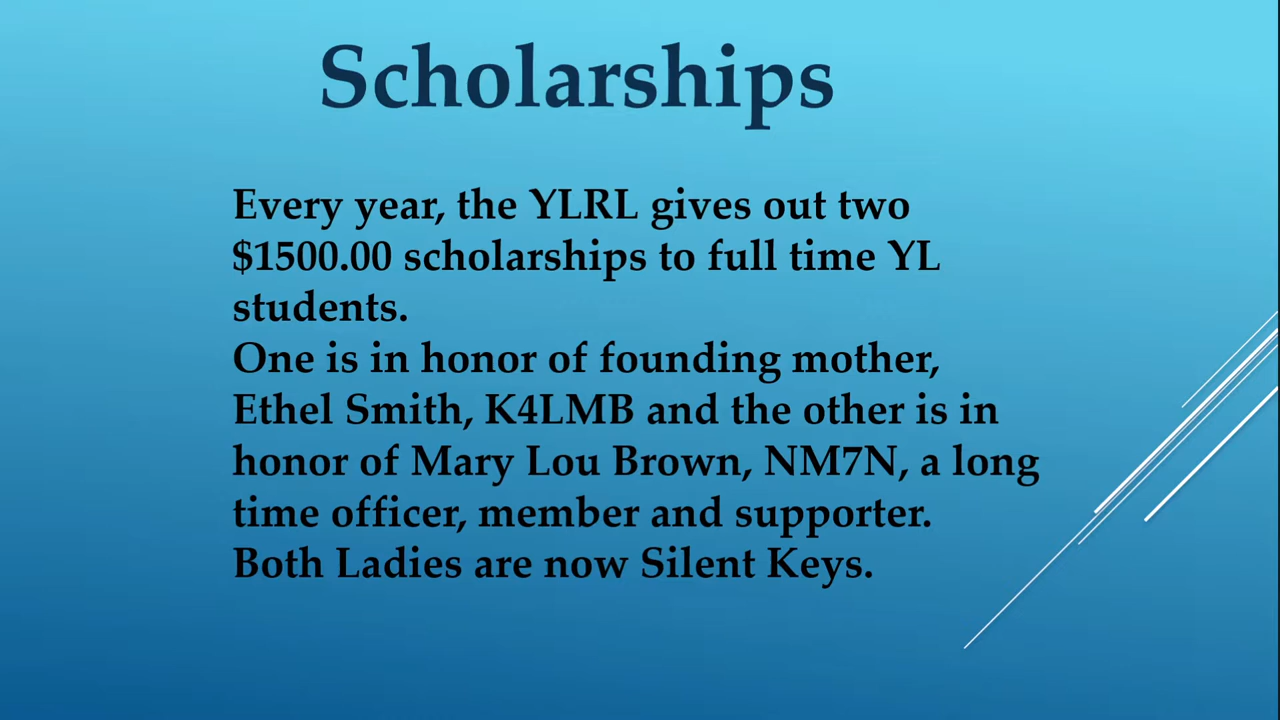 Scholarships
Every year, the YLRL gives out two
$1500.00 scholarships to full time YL
students.
One is in honor of founding mother,
Ethel Smith, K4LMB and the other is in
honor of Mary Lou Brown, NM7N, a long
time officer, member and supporter.
Both Ladies are now Silent Keys.